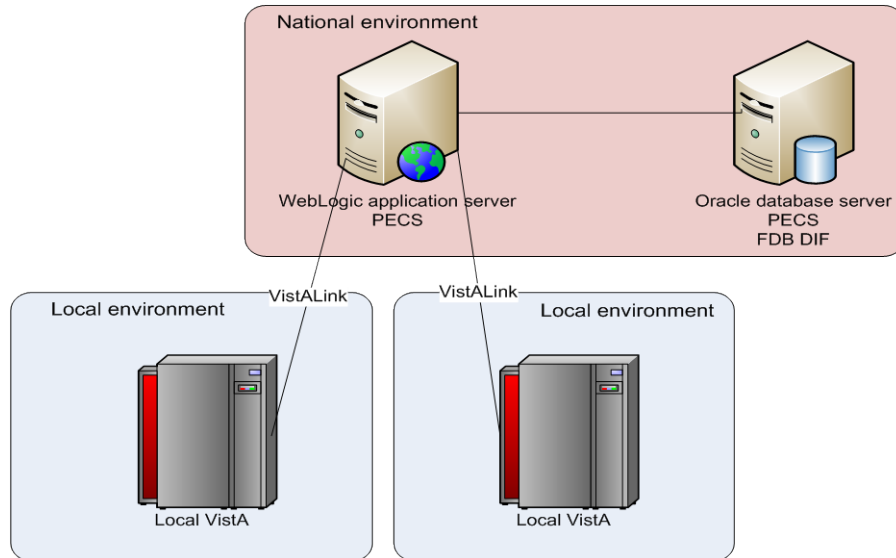 National environment
WebLogic application server
PECS
Oracle database server
PECS
FDB DIF
VistALink
VistALink
Local environment
Local environment
Local VistA
Local VistA